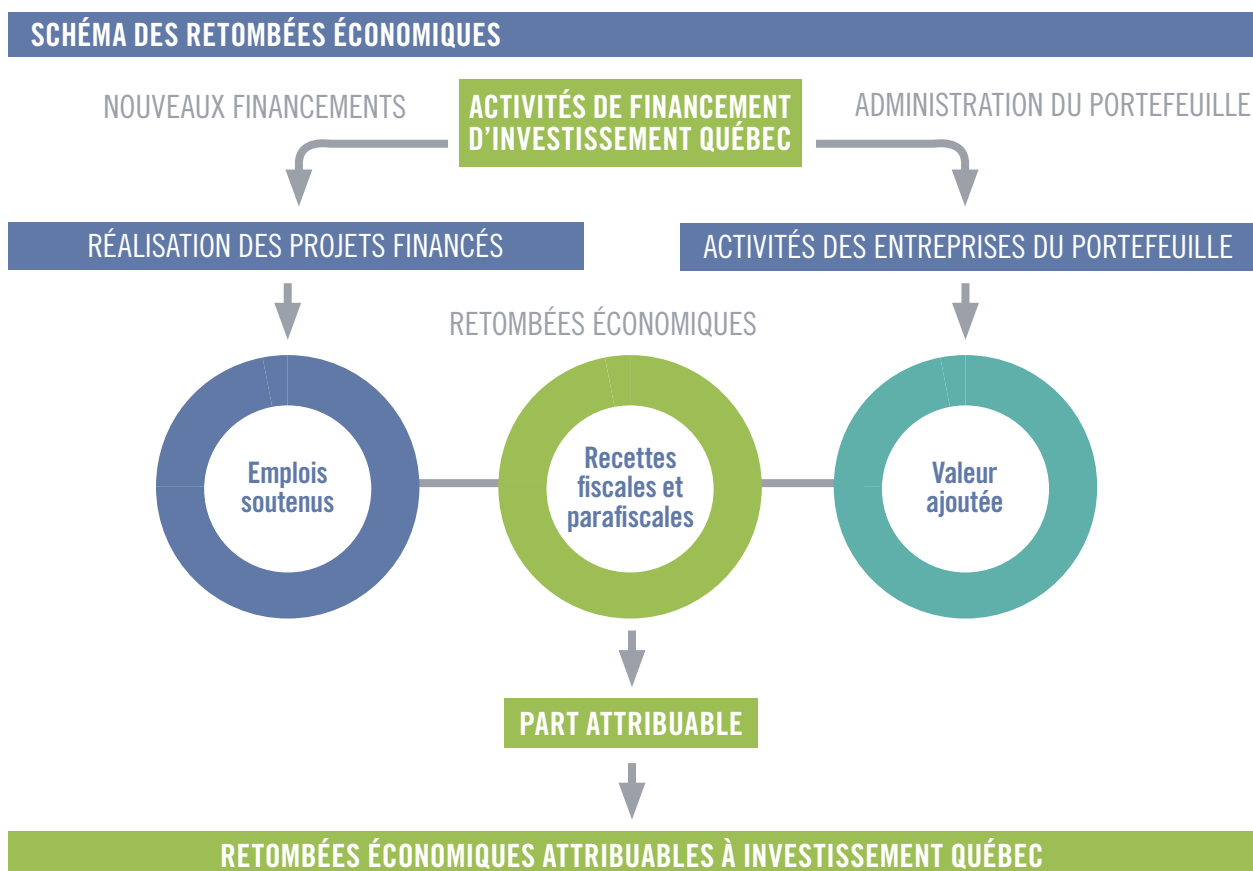 SCHÉMA DES RETOMBÉES ÉCONOMIQUES
NOUVEAUX FINANCEMENTS
ACTIVITÉS DE FINANCEMENT
D'INVESTISSEMENT QUÉBEC
ADMINISTRATION DU PORTEFEUILLE
RÉALISATION DES PROJETS FINANCÉS
ACTIVITÉS DES ENTREPRISES DU PORTEFEUILLE
RETOMBÉES ÉCONOMIQUES
Emplois
soutenus
Recettes
fiscales et
parafiscales
Valeur
ajoutée
PART ATTRIBUABLE
RETOMBÉES ÉCONOMIQUES ATTRIBUABLES À INVESTISSEMENT QUÉBEC